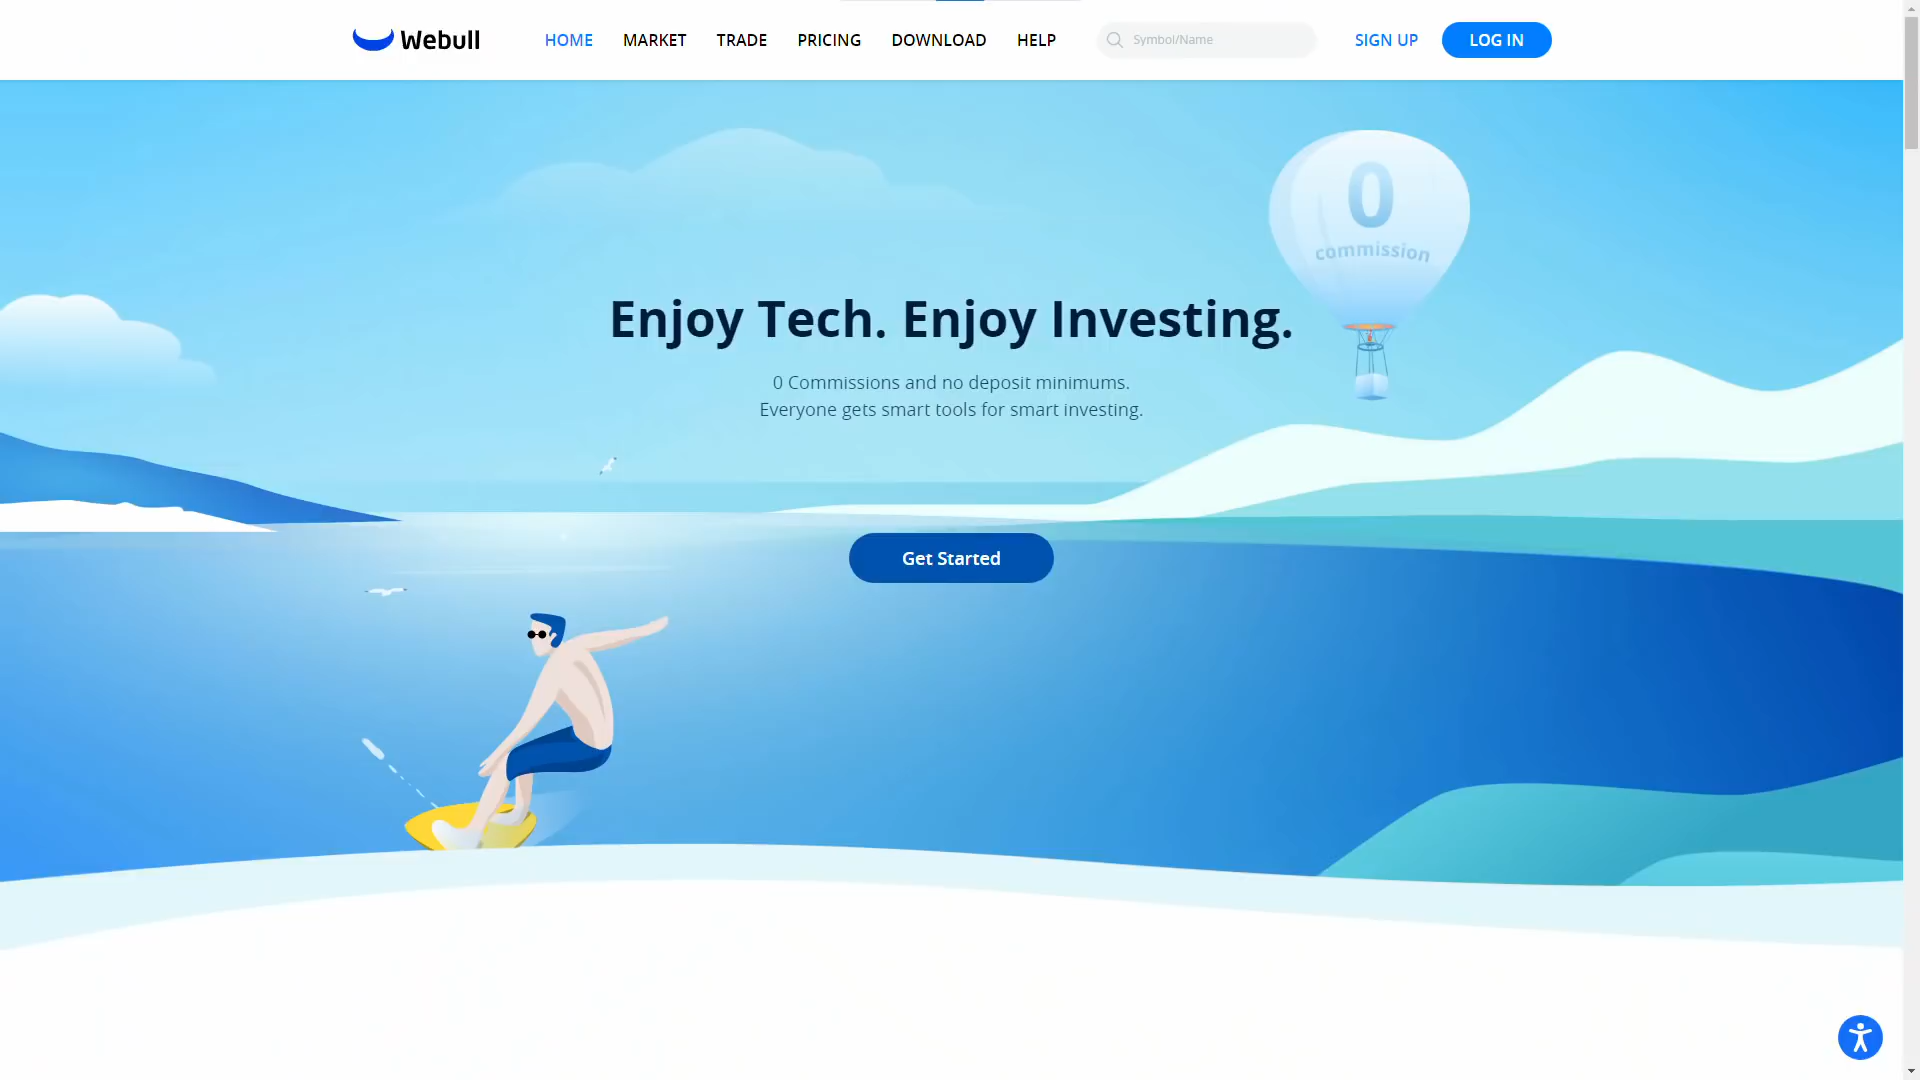 Webull
HOME
MARKET
TRADE
PRICING
DOWNLOAD
HELP
Symbol/Name
SIGN UP
LOG IN
0
commission
Enjoy Tech. Enjoy Investing.
0 Commissions and no deposit minimums.
Everyone gets smart tools for smart investing.
Get Started